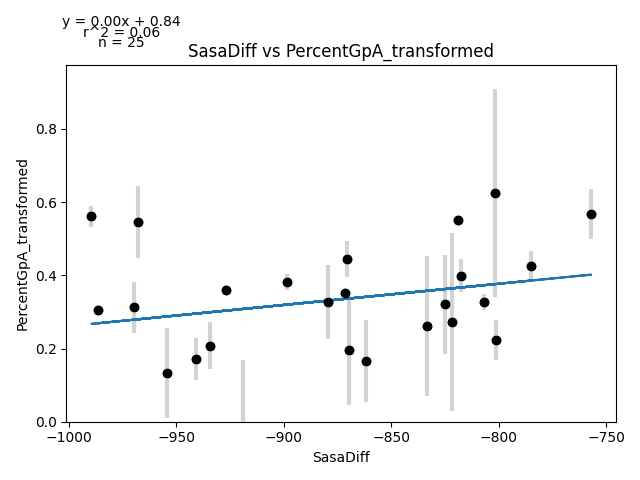 y = 0.00x + 0.84
r^2 = 0.06
n = 25
SasaDiff vs PercentGpA_transformed
PercentGpA_transformed
0.8
0.6
0.4
0.2
0.0
−1000
−950
−900
−850
−800
−750
SasaDiff